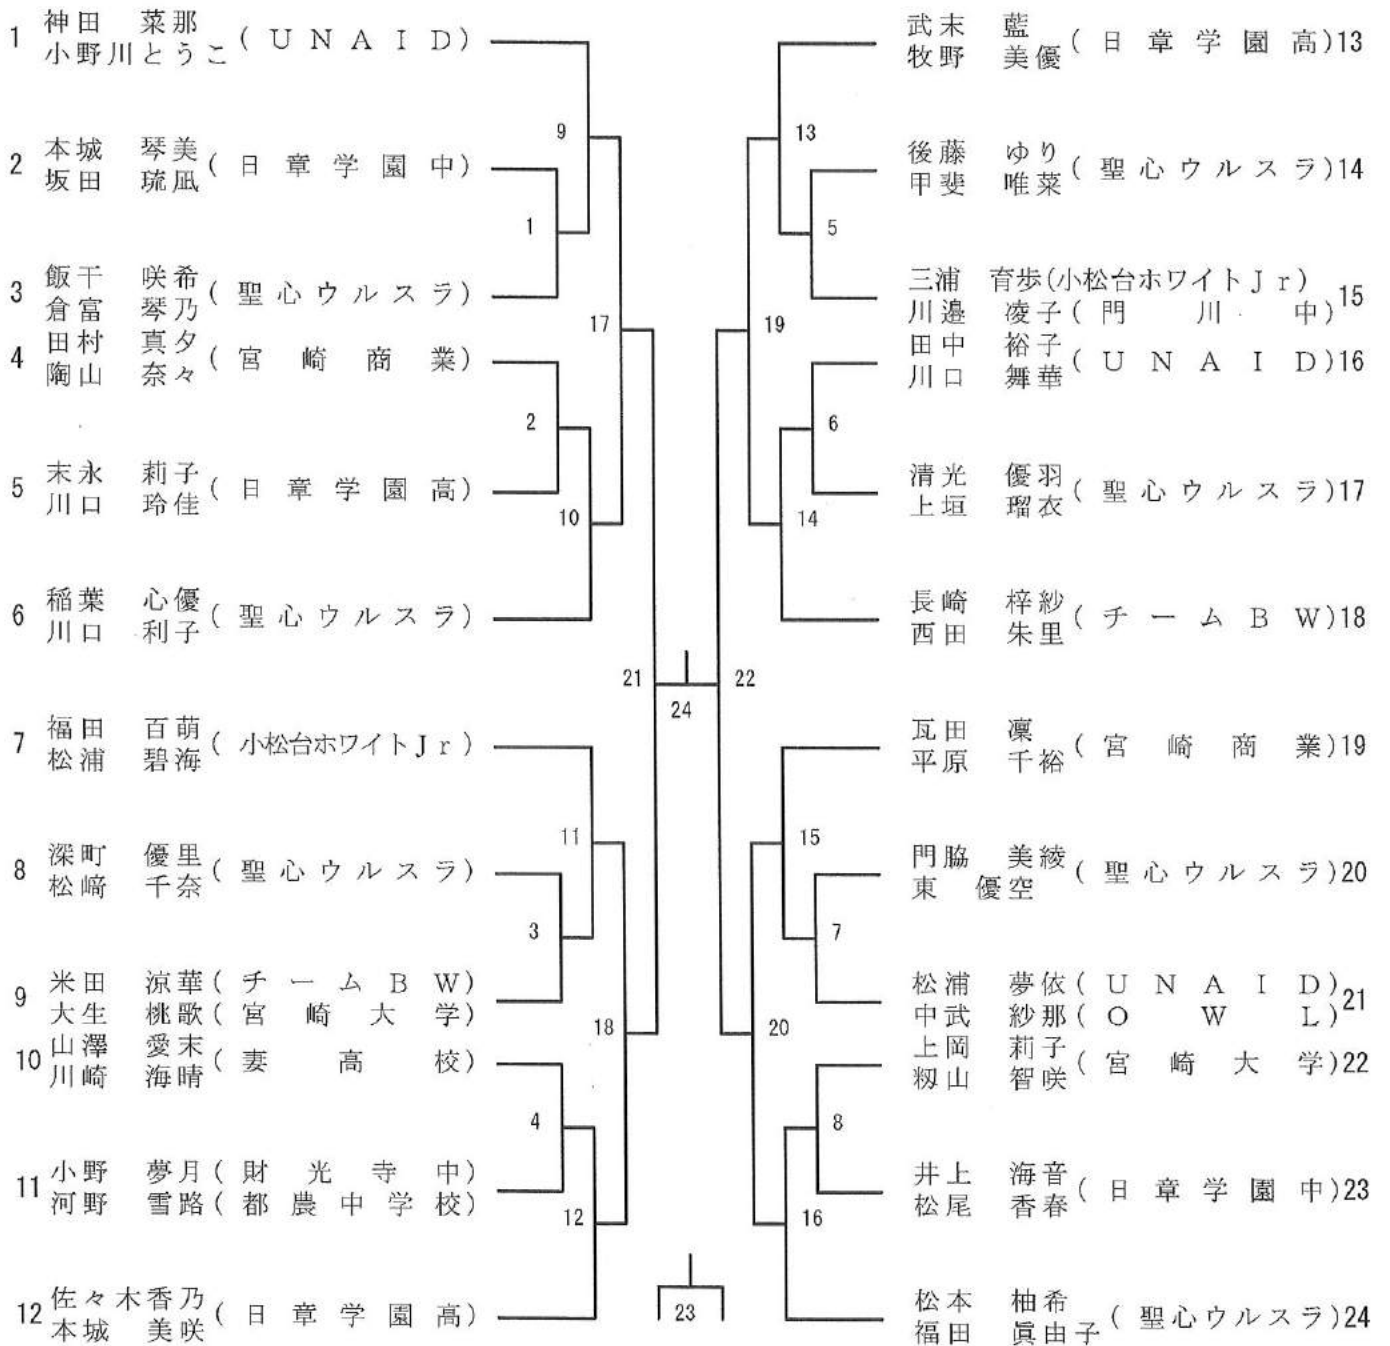 1 神田 菜那 (UNAID)
小野川とうこ
2 本城 琴美 (日章学園中)
坂田 琉凪
3 飯干 咲希 (聖心ウルスラ)
倉富 琴乃
4 田村 真夕 (宮崎商業)
陶山 奈々
5 末永 莉子 (日章学園高)
川口 玲佳
6 稲葉 心優 (聖心ウルスラ)
川口 利子
7 福田 百萌 (小松台ホワイトJr)
松浦 碧海
8 深町 優里 (聖心ウルスラ)
松﨑 千奈
9 米田 涼華 (チームBW)
大生 桃歌 (宮崎大学)
10 山澤 愛末 (妻高校)
川崎 海晴
11 小野 夢月 (財光寺中)
河野 雪路 (都農中学校)
12 佐々木香乃 (日章学園高)
本城 美咲
9
1
17
2
10
21
11
3
18
4
12
24
23
13
5
19
6
14
22
15
7
20
8
16
武末 藍 (日章学園高) 13
牧野 美優
後藤 ゆり (聖心ウルスラ) 14
甲斐 唯菜
三浦 育歩 (小松台ホワイトJr) 15
川邉 凌子 (門川中)
田中 裕子 (UNAID) 16
川口 舞華
清光 優羽 (聖心ウルスラ) 17
上垣 瑠衣
長崎 梓紗 (チームBW) 18
西田 朱里
瓦田 凜 (宮崎商業) 19
平原 千裕
門脇 美綾 (聖心ウルスラ) 20
東 優空
松浦 夢依 (UNAID) 21
中武 紗那 (OWL)
上岡 莉子 (宮崎大学) 22
籾山 智咲
井上 海音 (日章学園中) 23
松尾 香春
松本 柚希 (聖心ウルスラ) 24
福田 眞由子